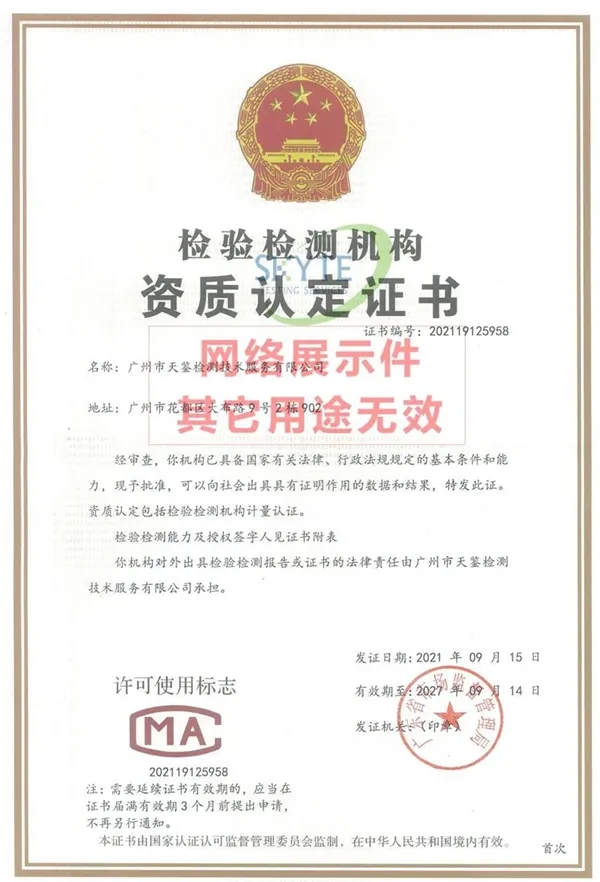 检验检测机构
SKYTE
TESTING SERVICES
资质认定证书
证书编号：202119125958
网络展示件
名称：广州市天鉴检测技术服务有限公司
其它用途无效
地址：广州市花都区大布路9号2栋902
经审查，你机构已具备国家有关法律、行政法规规定的基本条件和能
力，现予批准，可以向社会出具具有证明作用的数据和结果，特发此证。
资质认定包括检验检测机构计量认证。
检验检测能力及授权签字人见证书附表
你机构对外出具检验检测报告或证书的法律责任由广州市天鉴检测
技术服务有限公司承担。
发证日期：2021 年 09 月 15 日
许可使用标志
有效期至：2027 年 09 月 14 日
MA
发证机关：（印章）
广东省市场监督管理局
202119125958
注：需要延续证书有效期的，应当在
证书届满有效期3个月前提出申请，
不再另行通知。
本证书由国家认证认可监督管理委员会监制，在中华人民共和国境内有效。
首次